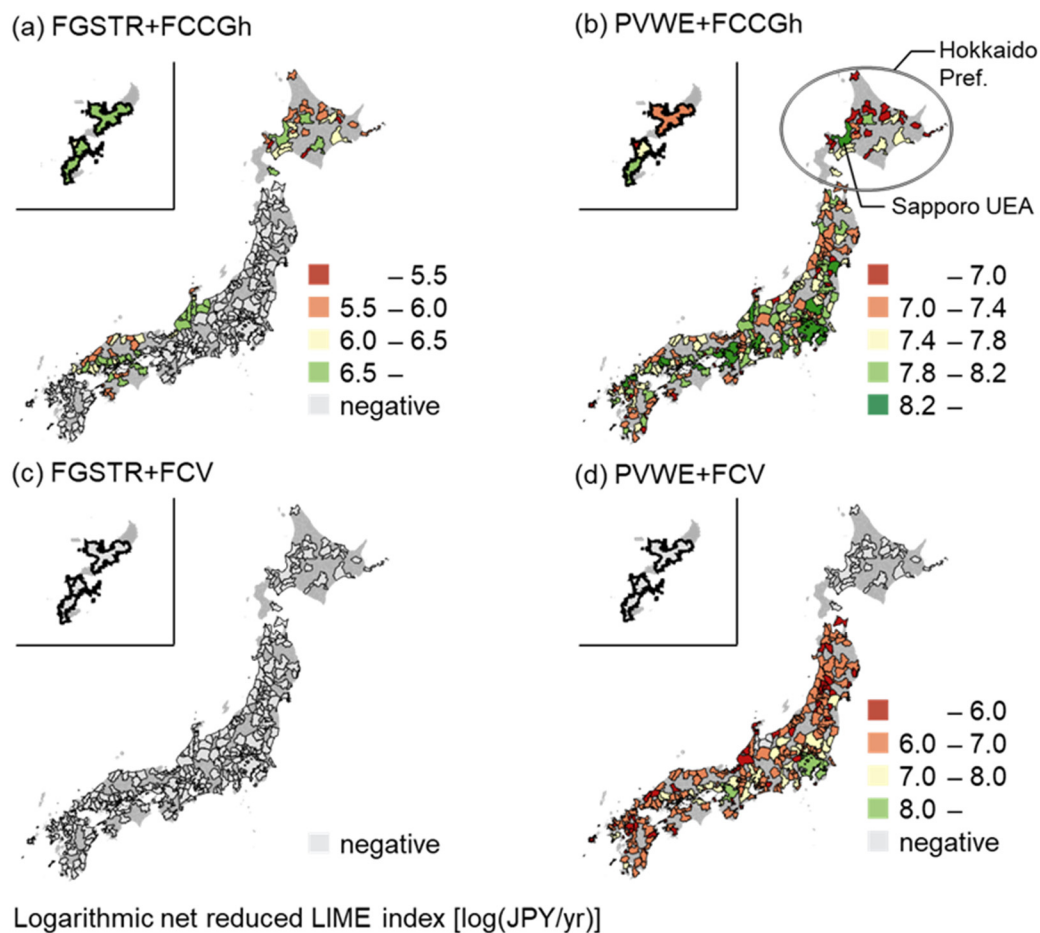 (a) FGSTR+FCCGh
– 5.5
5.5 – 6.0
6.0 – 6.5
6.5 –
negative
(b) PVWE+FCCGh
Hokkaido
Pref.
Sapporo UEA
– 7.0
7.0 – 7.4
7.4 – 7.8
7.8 – 8.2
8.2 –
(c) FGSTR+FCV
negative
(d) PVWE+FCV
– 6.0
6.0 – 7.0
7.0 – 8.0
8.0 –
negative
Logarithmic net reduced LIME index [log(JPY/yr)]